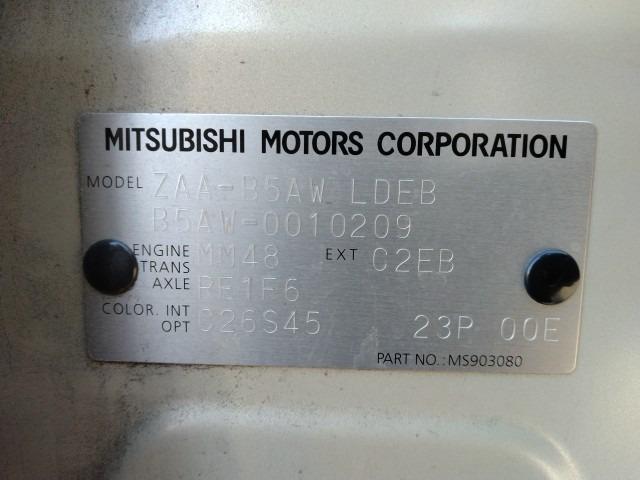 MITSUBISHI MOTORS CORPORATION
MODEL ZAA-B5AW LDEB
B5AW-0010209
ENGINE MM48 EXT C2EB
TRANS
AXLE RE1F6
COLOR. INT C26S45 23P 00E
OPT
PART NO.: MS903080